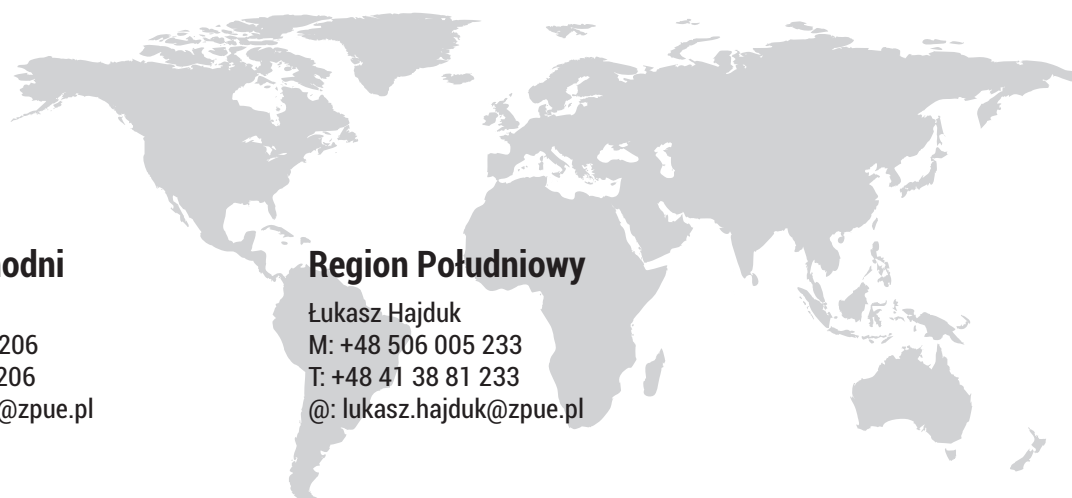 206
206
@zpue.pl
Region Południowy
Łukasz Hajduk
M: +48 506 005 233
T: +48 41 38 81 233
@: lukasz.hajduk@zpue.pl